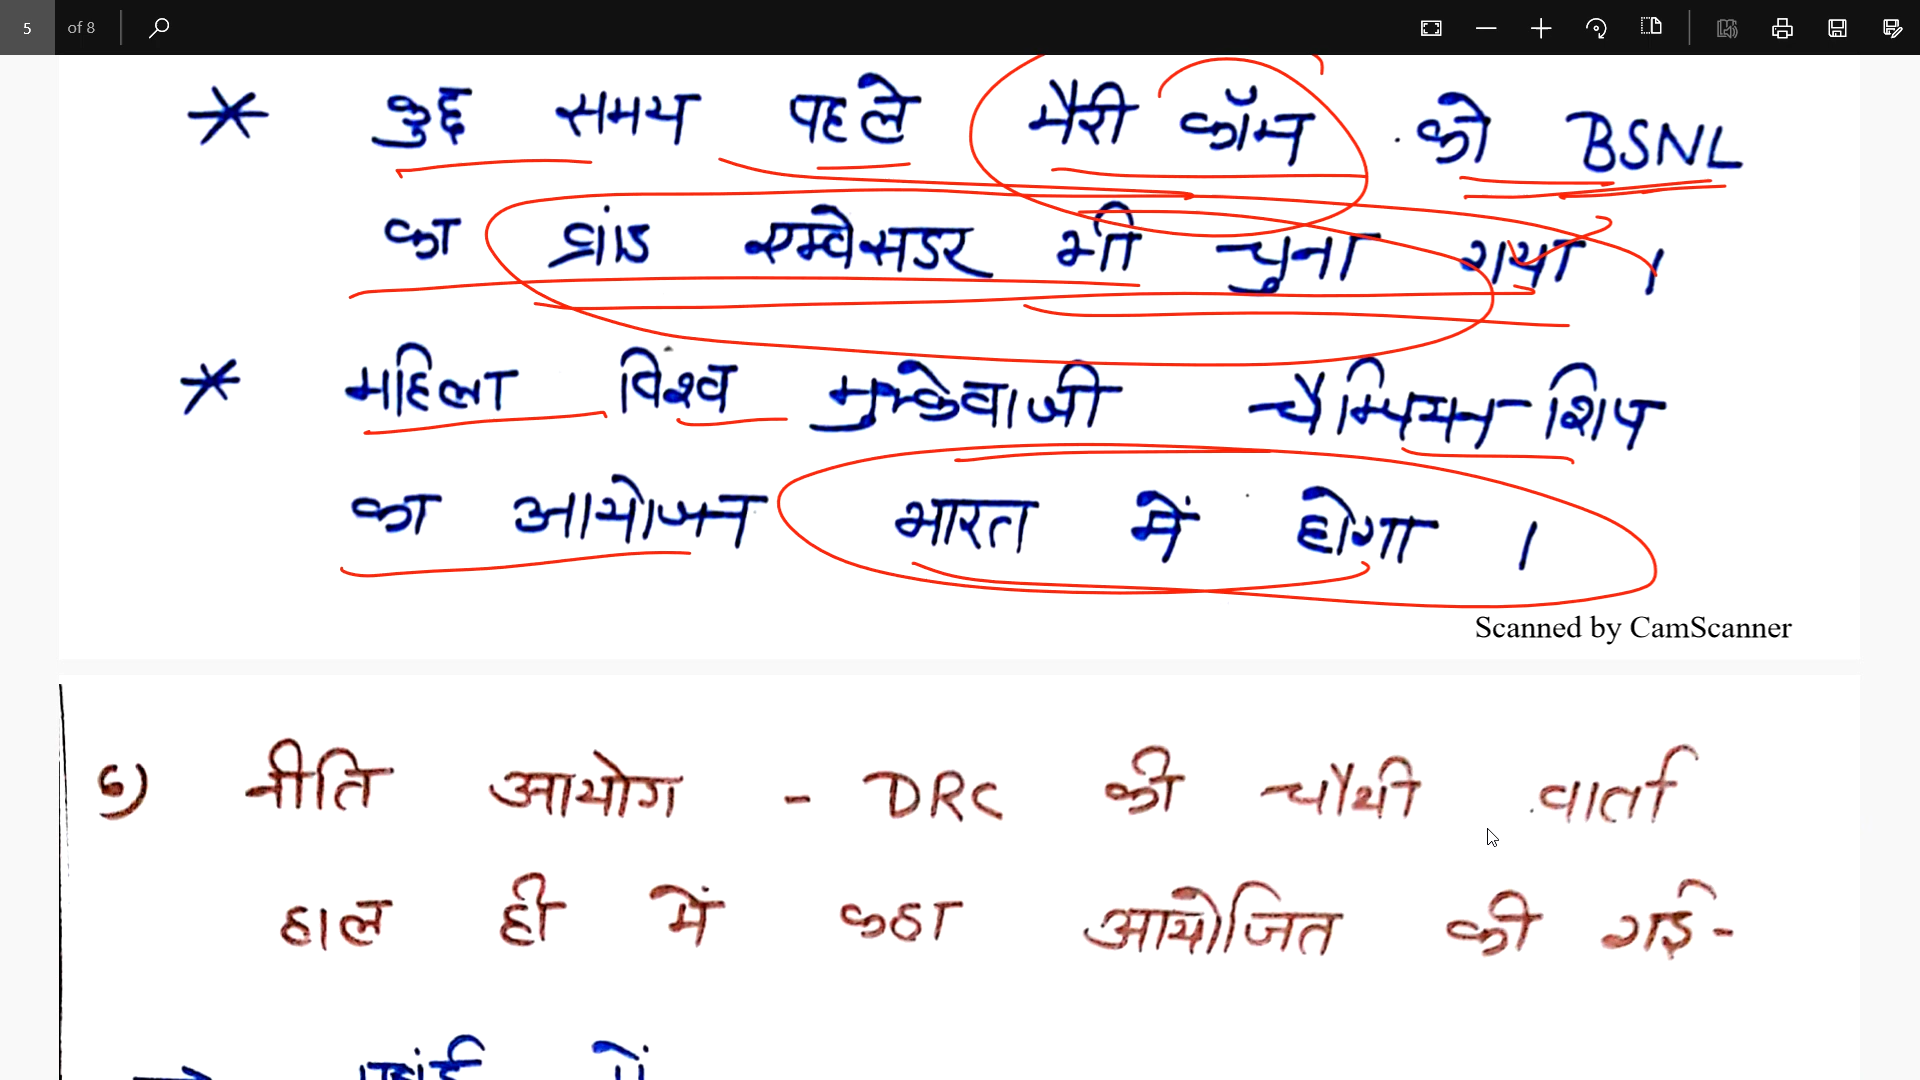 5 of 8
* कुछ समय पहले मैरी कॉम को BSNL
का ब्रांड एम्बेसडर भी चुना गया ।
* महिला विश्व मुक्केबाजी चैम्पियन-शिप
का आयोजन भारत में होगा ।
Scanned by CamScanner
6) नीति आयोग - DRC की चौथी वार्ता
हाल ही में कहा आयोजित की गई -
में